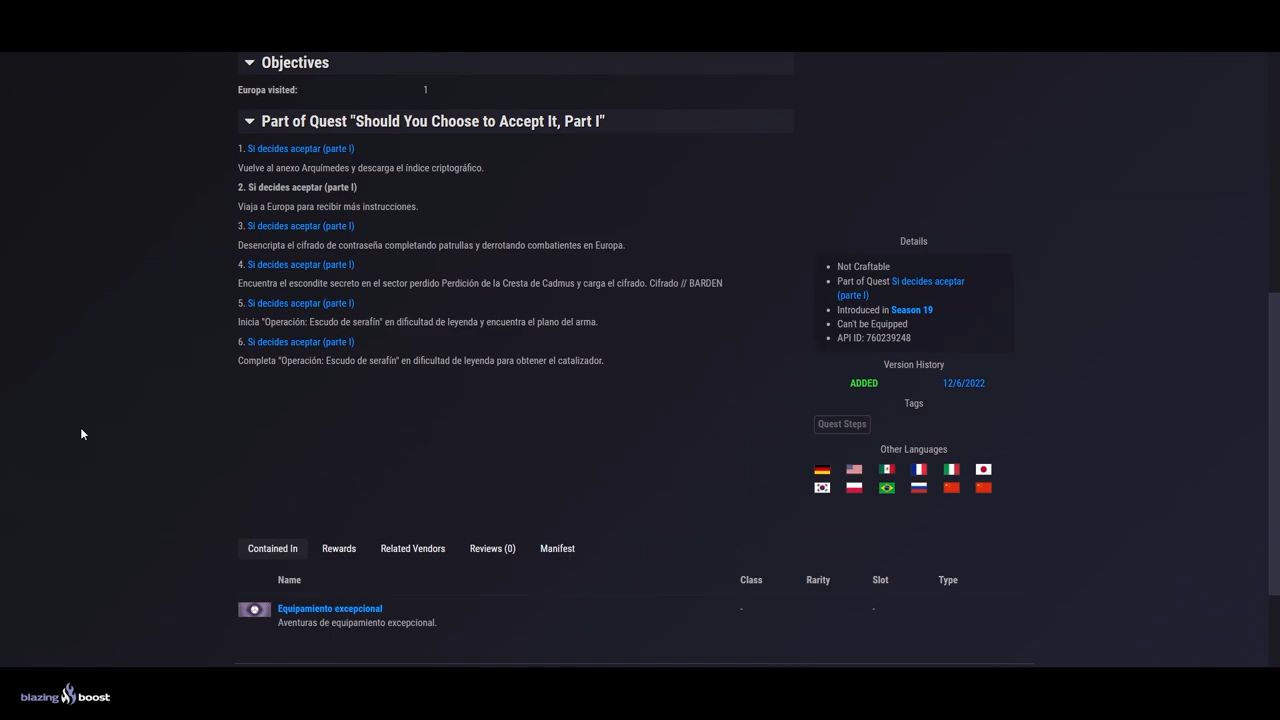 Objectives
Europa visited: 1
Part of Quest "Should You Choose to Accept It, Part I"
1. Si decides aceptar (parte I)
Vuelve al anexo Arquímedes y descarga el índice criptográfico.
2. Si decides aceptar (parte I)
Viaja a Europa para recibir más instrucciones.
3. Si decides aceptar (parte I)
Desencripta el cifrado de contraseña completando patrullas y derrotando combatientes en Europa.
4. Si decides aceptar (parte I)
Encuentra el escondite secreto en el sector perdido Perdición de la Cresta de Cadmus y carga el cifrado. Cifrado // BARDEN
5. Si decides aceptar (parte I)
Inicia "Operación: Escudo de serafín" en dificultad de leyenda y encuentra el plano del arma.
6. Si decides aceptar (parte I)
Completa "Operación: Escudo de serafín" en dificultad de leyenda para obtener el catalizador.
Details
Not Craftable
Part of Quest Si decides aceptar
(parte I)
Introduced in Season 19
Can't be Equipped
API ID: 760239248
Version History
ADDED 12/6/2022
Tags
Quest Steps
Other Languages
Contained In Rewards Related Vendors Reviews (0) Manifest
Name Class Rarity Slot Type
Equipamiento excepcional - -
Aventuras de equipamiento excepcional.
blazing boost